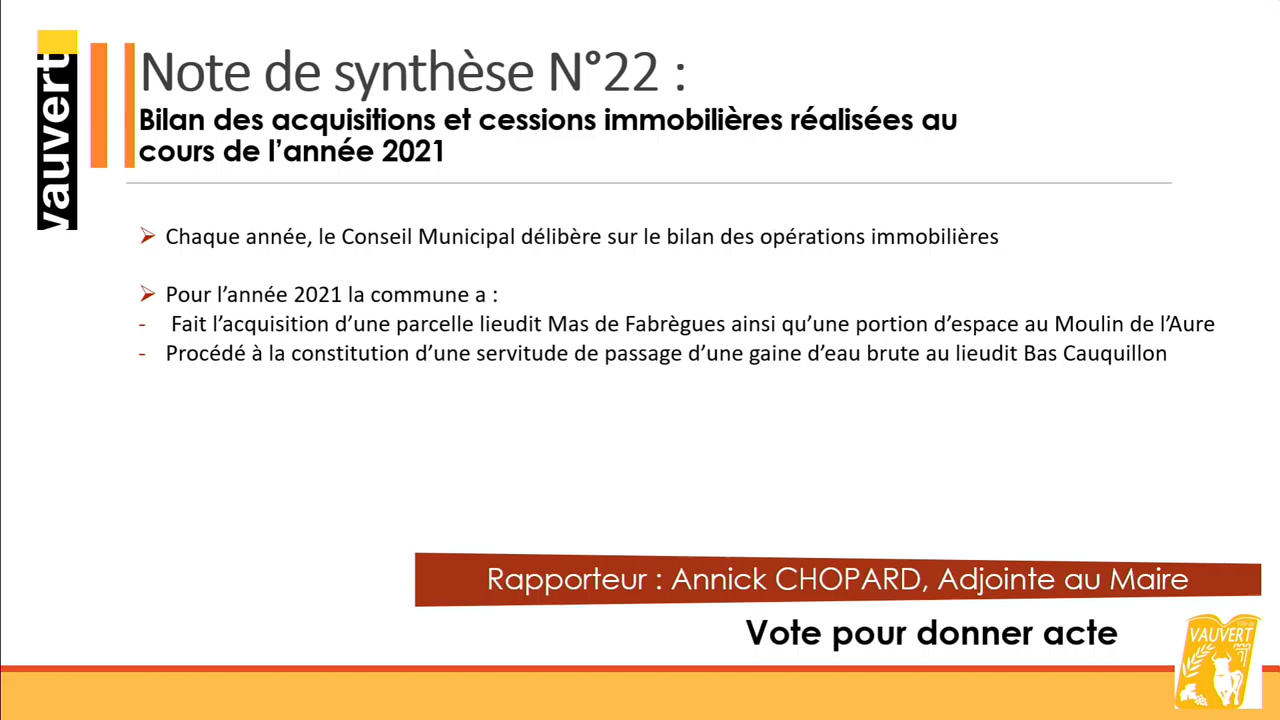 vauvert
Note de synthèse N°22 :
Bilan des acquisitions et cessions immobilières réalisées au
cours de l'année 2021
Chaque année, le Conseil Municipal délibère sur le bilan des opérations immobilières
Pour l'année 2021 la commune a :
- Fait l'acquisition d'une parcelle lieudit Mas de Fabrègues ainsi qu'une portion d'espace au Moulin de l'Aure
- Procédé à la constitution d'une servitude de passage d'une gaine d'eau brute au lieudit Bas Cauquillon
Rapporteur : Annick CHOPARD, Adjointe au Maire
Vote pour donner acte
VAUVERT